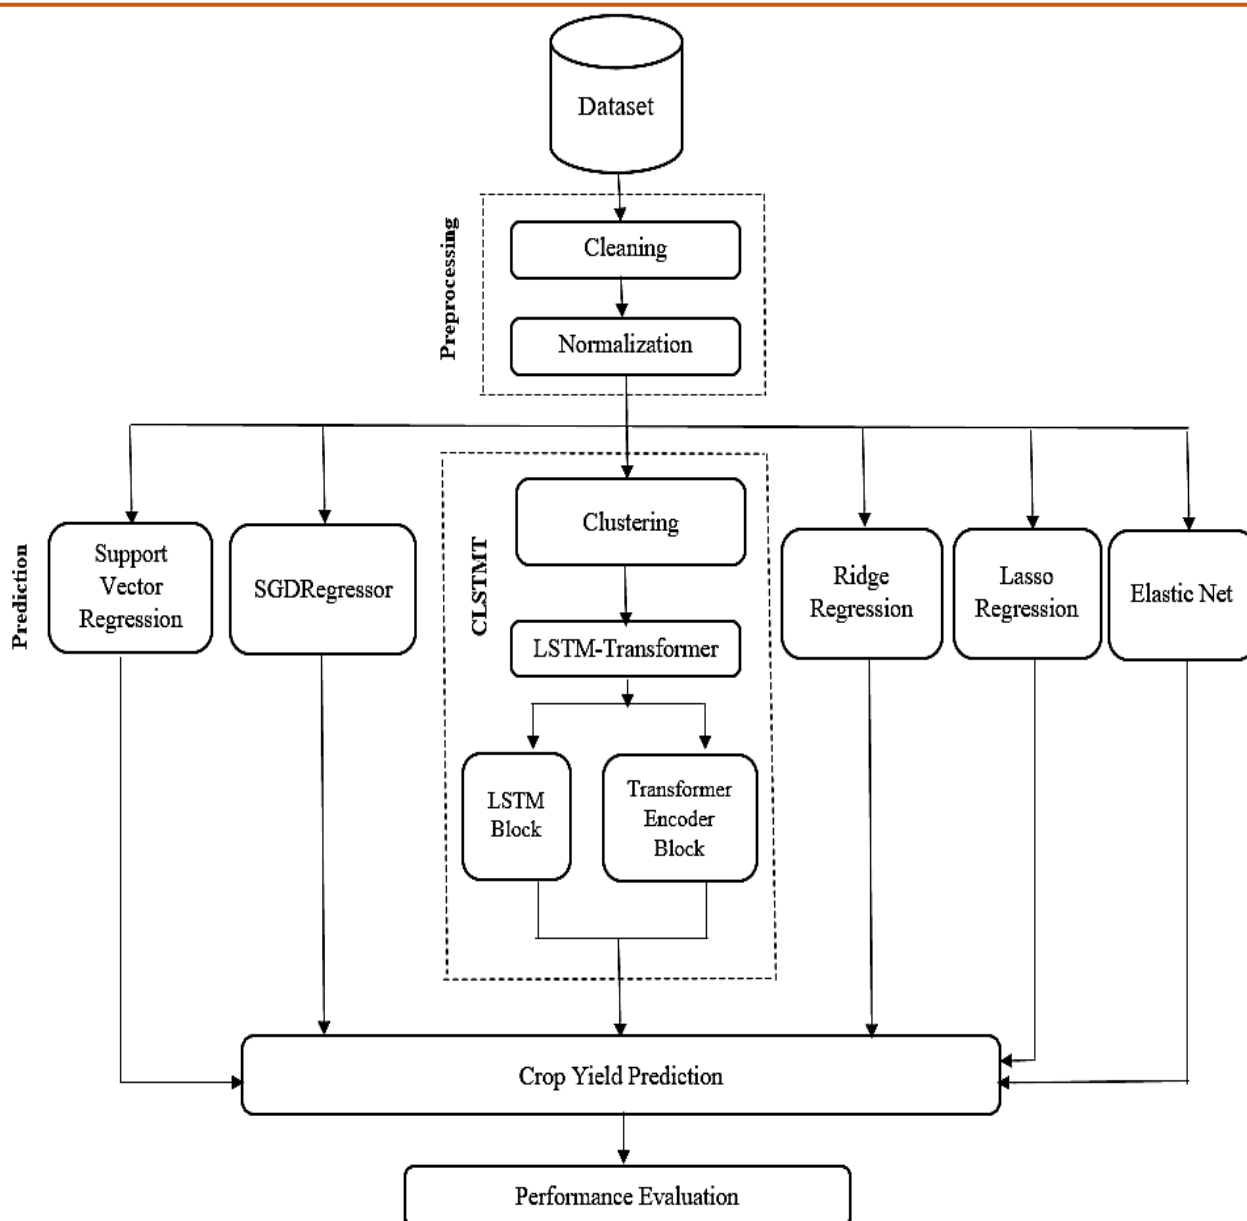 Dataset
Preprocessing
Cleaning
Normalization
Prediction
Support
Vector
Regression
SGDRegressor
CLSTMT
Clustering
LSTM-Transformer
LSTM
Block
Transformer
Encoder
Block
Ridge
Regression
Lasso
Regression
Elastic Net
Crop Yield Prediction
Performance Evaluation